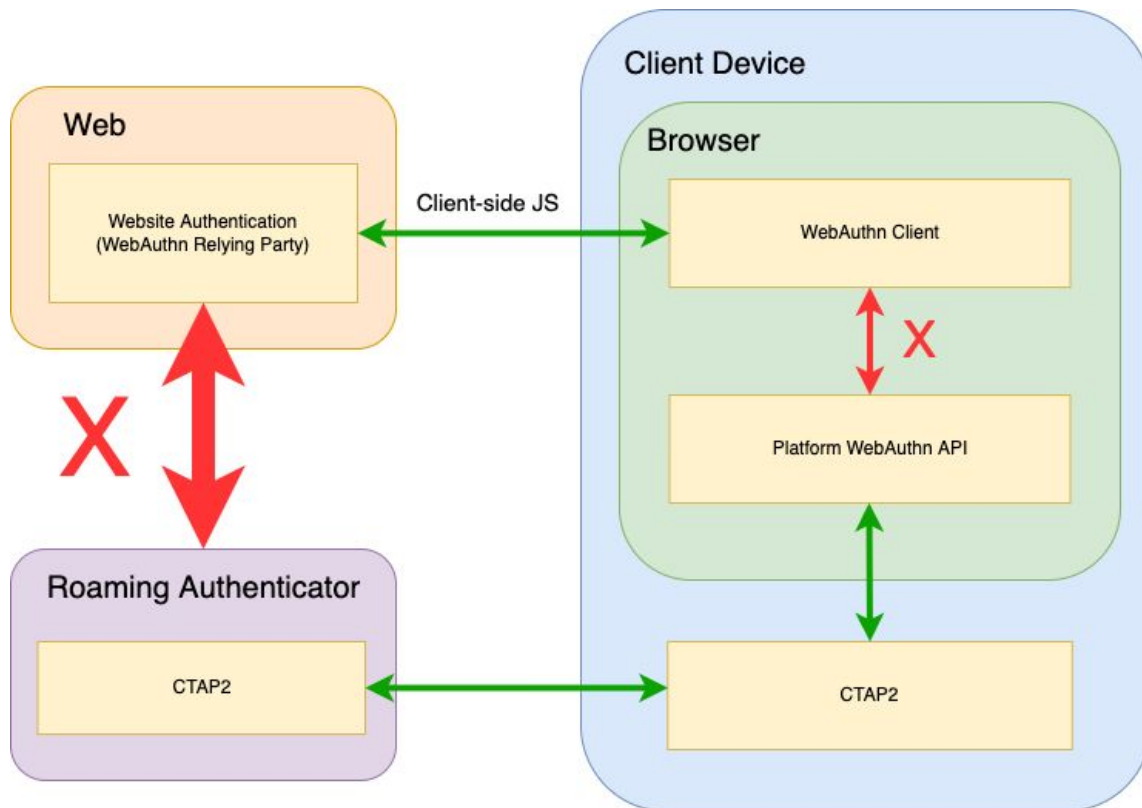 Client Device
Web
Browser
Client-side JS
Website Authentication
(WebAuthn Relying Party)
WebAuthn Client
X
X
Platform WebAuthn API
Roaming Authenticator
CTAP2
CTAP2